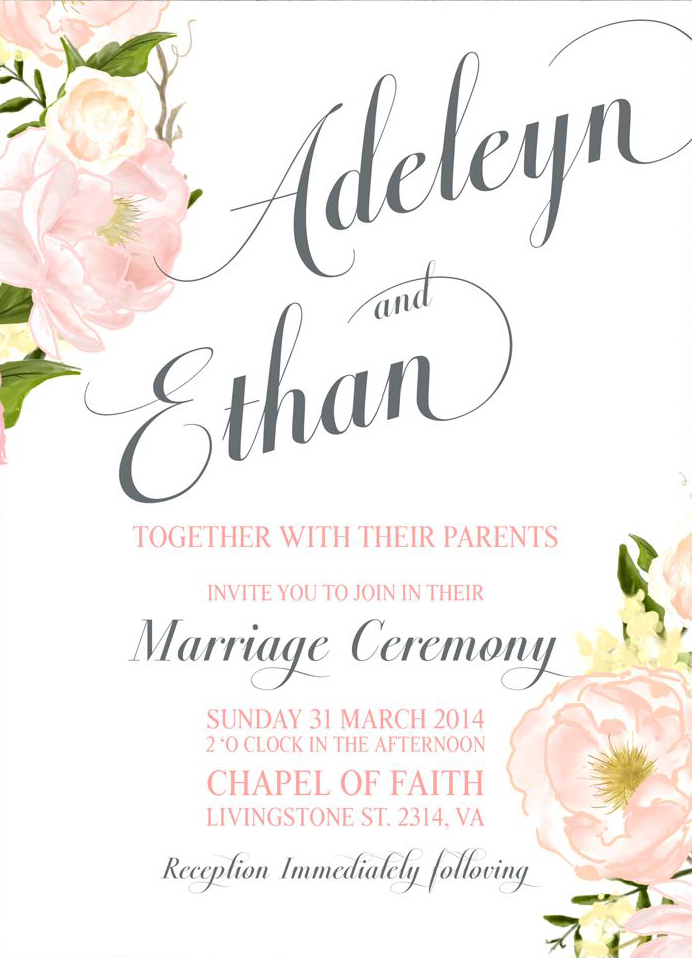 Adeleyn
and
Ethan
TOGETHER WITH THEIR PARENTS
INVITE YOU TO JOIN IN THEIR
Marriage Ceremony
SUNDAY 31 MARCH 2014
2 ‘O CLOCK IN THE AFTERNOON
CHAPEL OF FAITH
LIVINGSTONE ST. 2314, VA
Reception Immediately following